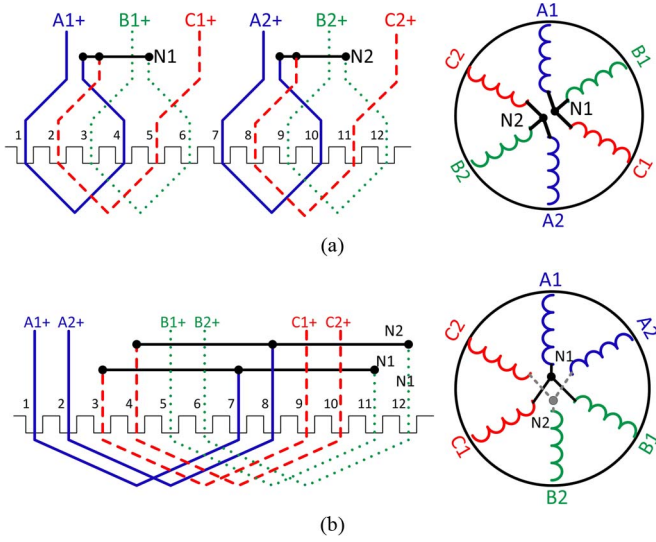 A1+ B1+ C1+ A2+ B2+ C2+
N1 N2
1 2 3 4 5 6 7 8 9 10 11 12
A1
B1
C1
A2
B2
C2
N1
N2
(a)
A1+ A2+ B1+ B2+ C1+ C2+
N2
N1
N1
1 2 3 4 5 6 7 8 9 10 11 12
A1
A2
B1
B2
C1
C2
N1
N2
(b)